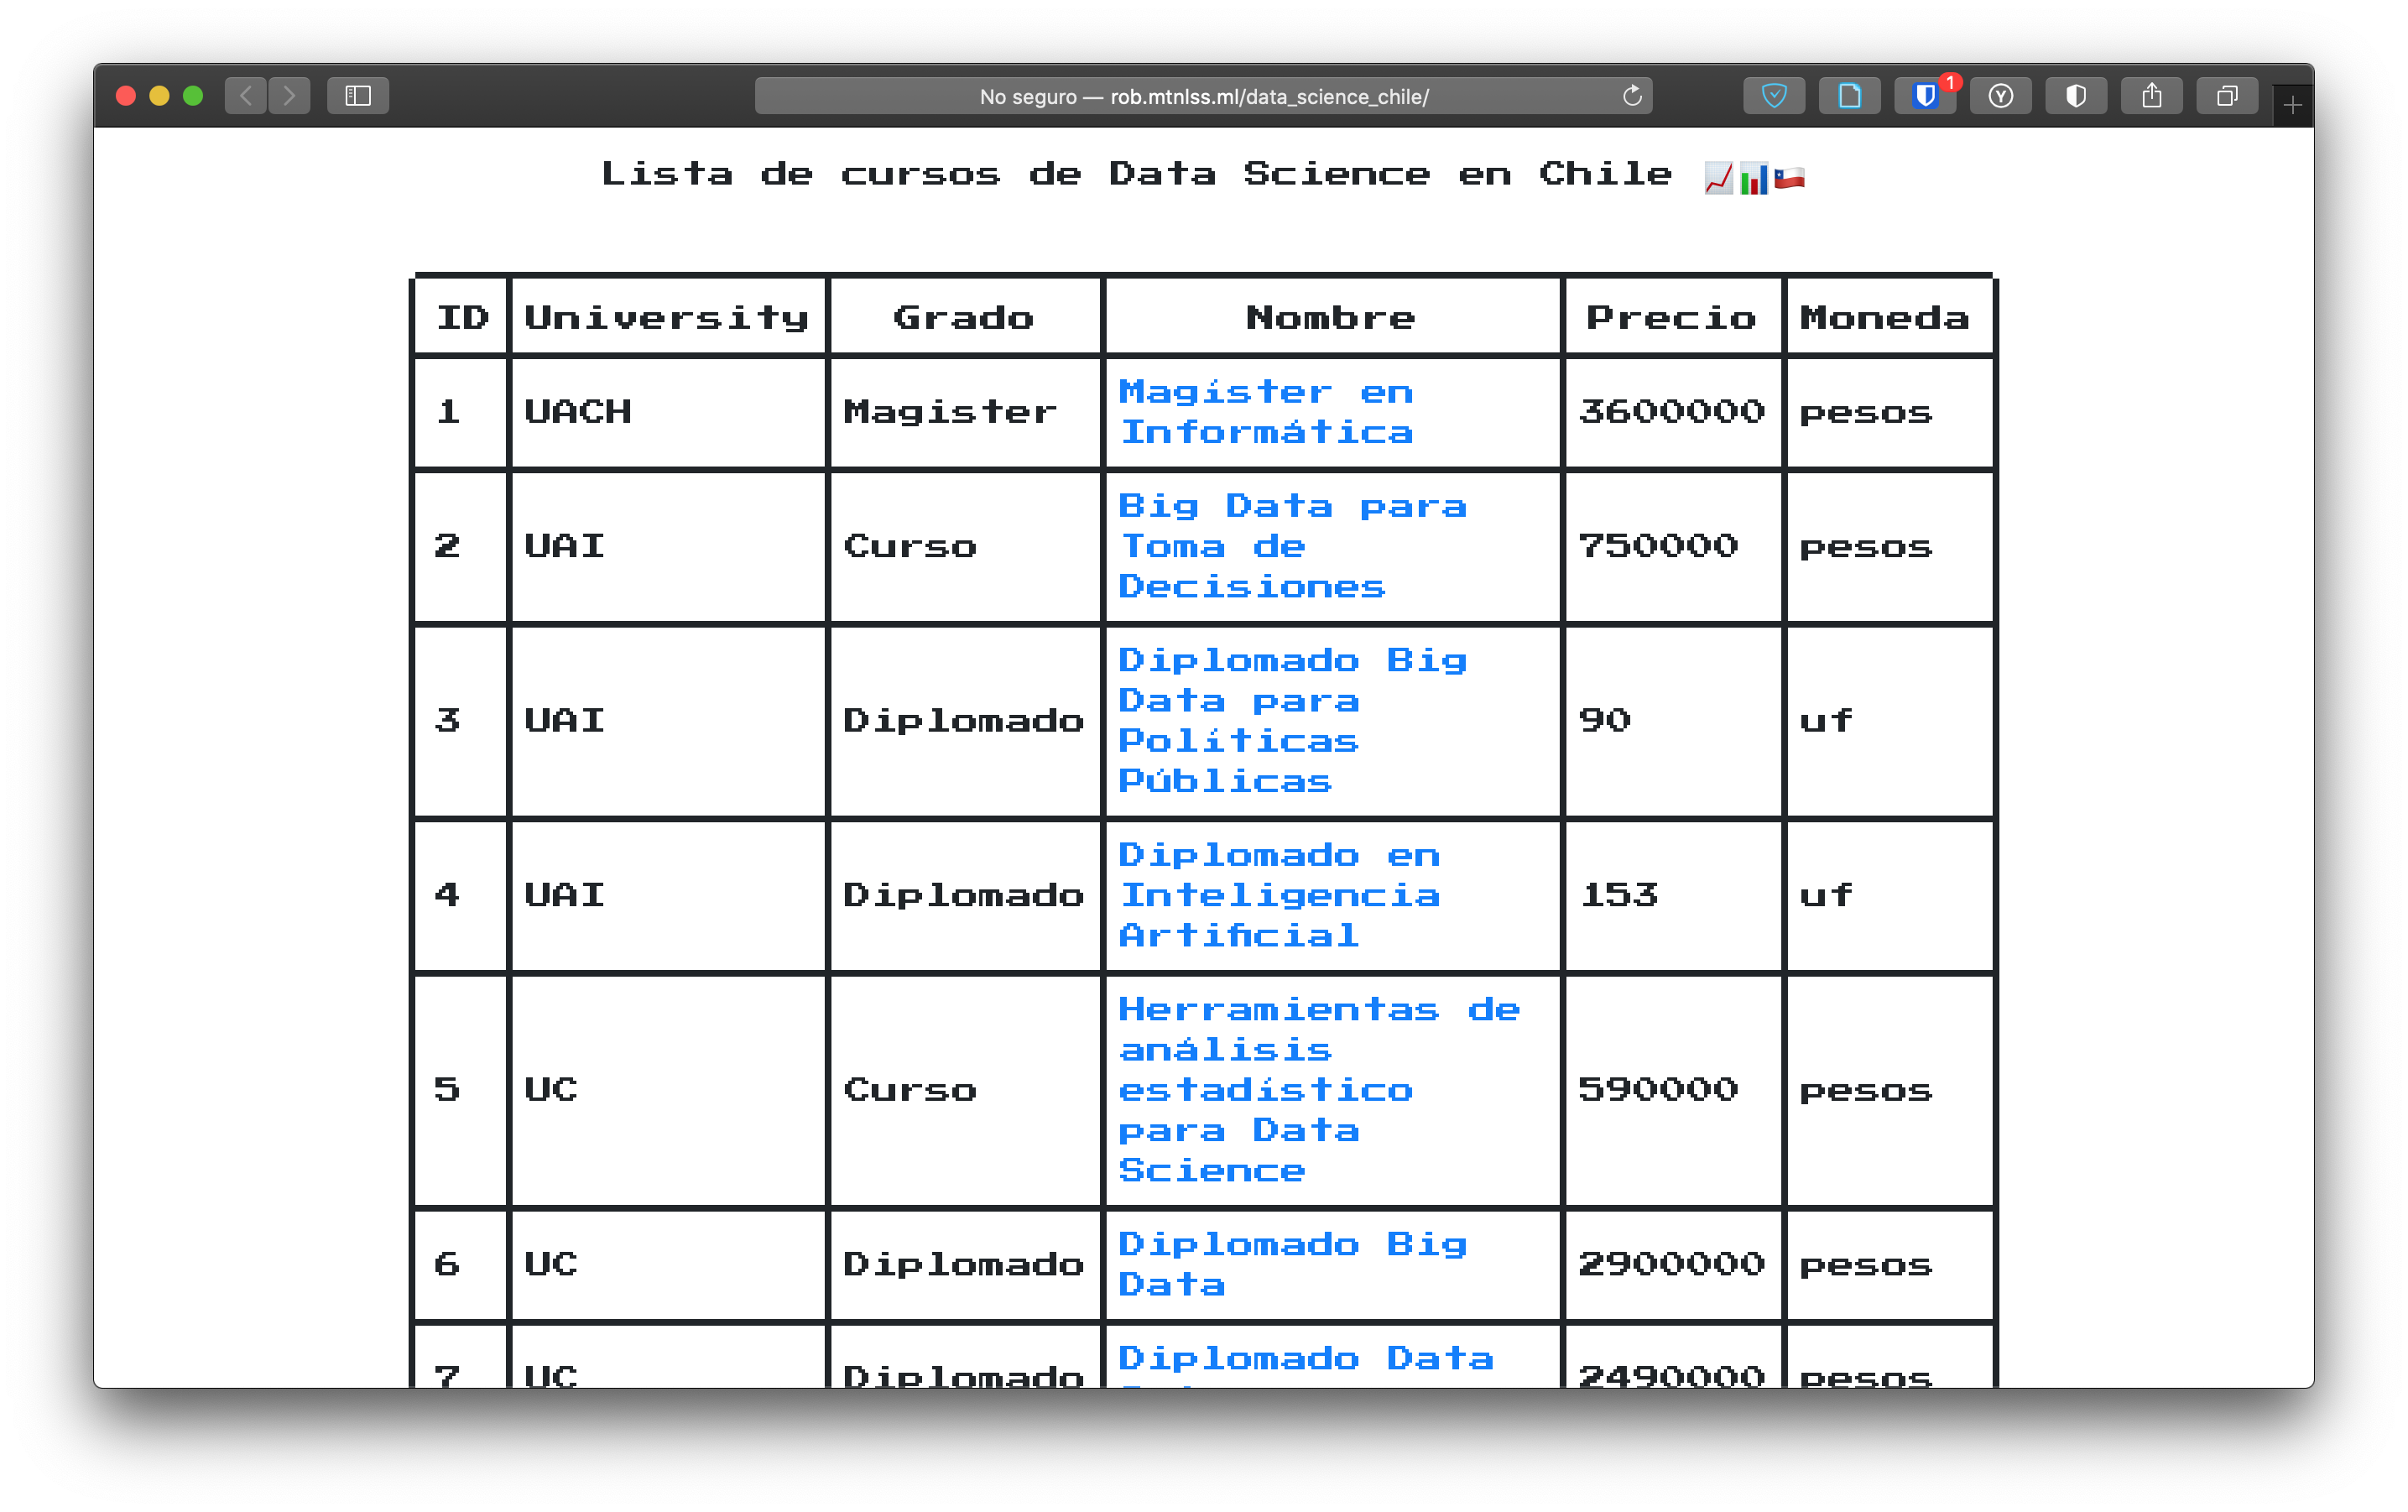 No seguro — rob.mtnlss.ml/data_science_chile/
1
Lista de cursos de Data Science en Chile
ID University Grado Nombre Precio Moneda
1 UACH Magister Magíster en 3600000 pesos
Informática
2 UAI Curso Big Data para 750000 pesos
Toma de
Decisiones
3 UAI Diplomado Diplomado Big 90 uf
Data para
Políticas
Públicas
4 UAI Diplomado Diplomado en 153 uf
Inteligencia
Artificial
5 UC Curso Herramientas de 590000 pesos
análisis
estadístico
para Data
Science
6 UC Diplomado Diplomado Big 2900000 pesos
Data
7 UC Diplomado Diplomado Data 2490000 pesos